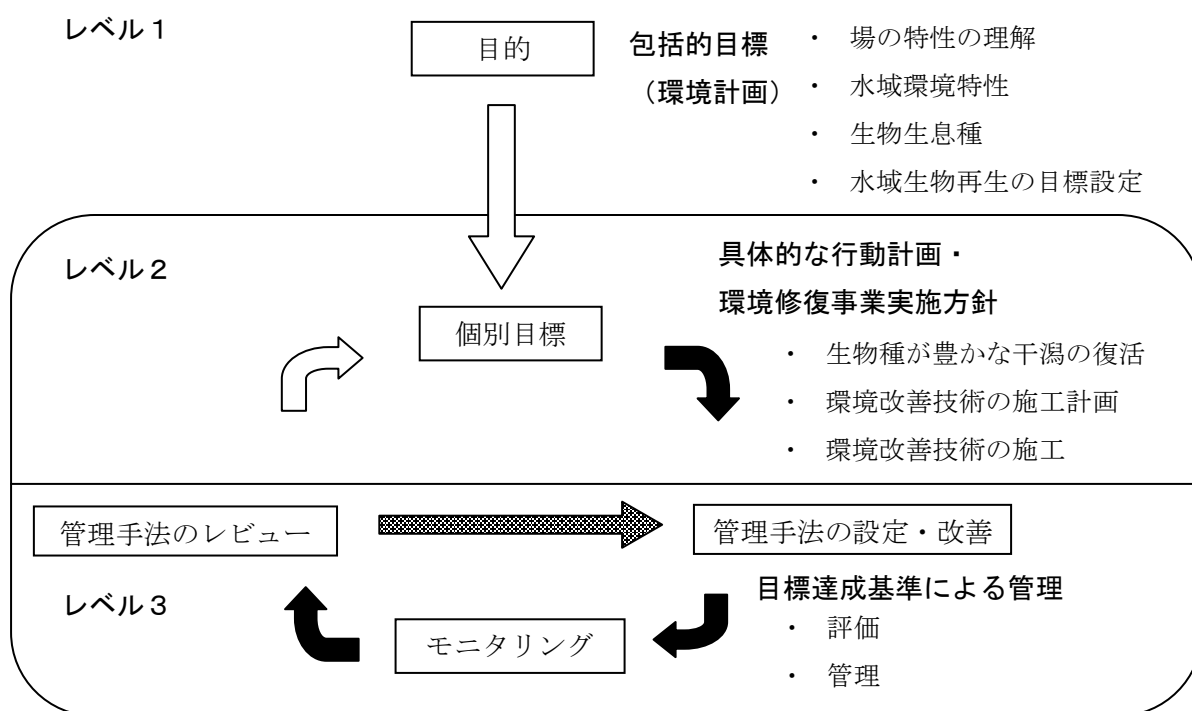 レベル１
目的
包括的目標
（環境計画）
・ 場の特性の理解
・ 水域環境特性
・ 生物生息種
・ 水域生物再生の目標設定
レベル２
個別目標
具体的な行動計画・
環境修復事業実施方針
・ 生物種が豊かな干潟の復活
・ 環境改善技術の施工計画
・ 環境改善技術の施工
管理手法のレビュー
管理手法の設定・改善
レベル３
モニタリング
目標達成基準による管理
・ 評価
・ 管理